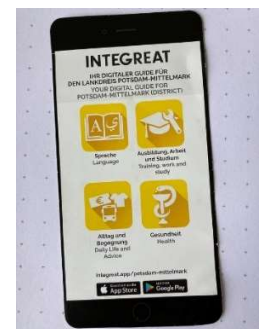 INTEGREAT
IHR DIGITALER GUIDE FÜR
DEN LANKDREIS POTSDAM-MITTELMARK
YOUR DIGITAL GUIDE FOR
POTSDAM-MITTELMARK (DISTRICT)
Sprache
Language
Ausbildung, Arbeit
und Studium
Training, work and
study
Alltag und
Begegnung
Daily Life and
Advice
Gesundheit
Health
integreat.app/potsdam-mittelmark
App Store
Google Play